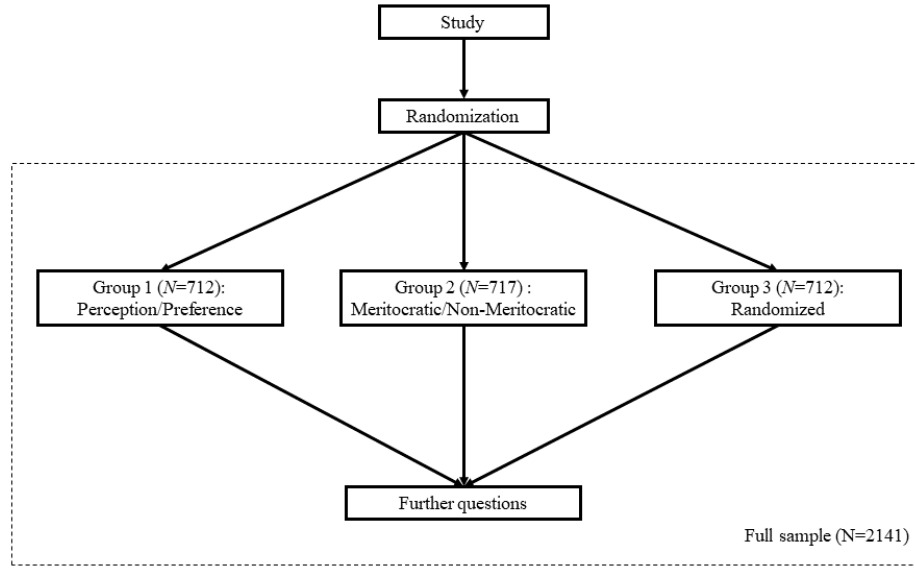 Study
Randomization
Group 1 (N=712):
Perception/Preference
Group 2 (N=717) :
Meritocratic/Non-Meritocratic
Group 3 (N=712):
Randomized
Further questions
Full sample (N=2141)